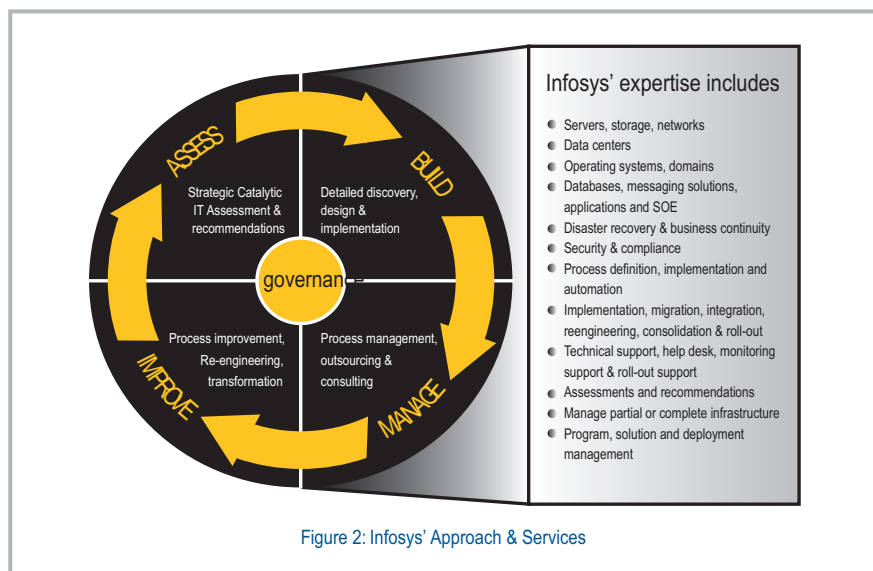 ASSESS
BUILD
Strategic Catalytic
IT Assessment &
recommendations
Detailed discovery,
design &
implementation
governance
Process improvement,
Re-engineering,
transformation
Process management,
outsourcing &
consulting
IMPROVE
MANAGE
Infosys’ expertise includes
Servers, storage, networks
Data centers
Operating systems, domains
Databases, messaging solutions,
applications and SOE
Disaster recovery & business continuity
Security & compliance
Process definition, implementation and
automation
Implementation, migration, integration,
reengineering, consolidation & roll-out
Technical support, help desk, monitoring
support & roll-out support
Assessments and recommendations
Manage partial or complete infrastructure
Program, solution and deployment
management
Figure 2: Infosys’ Approach & Services